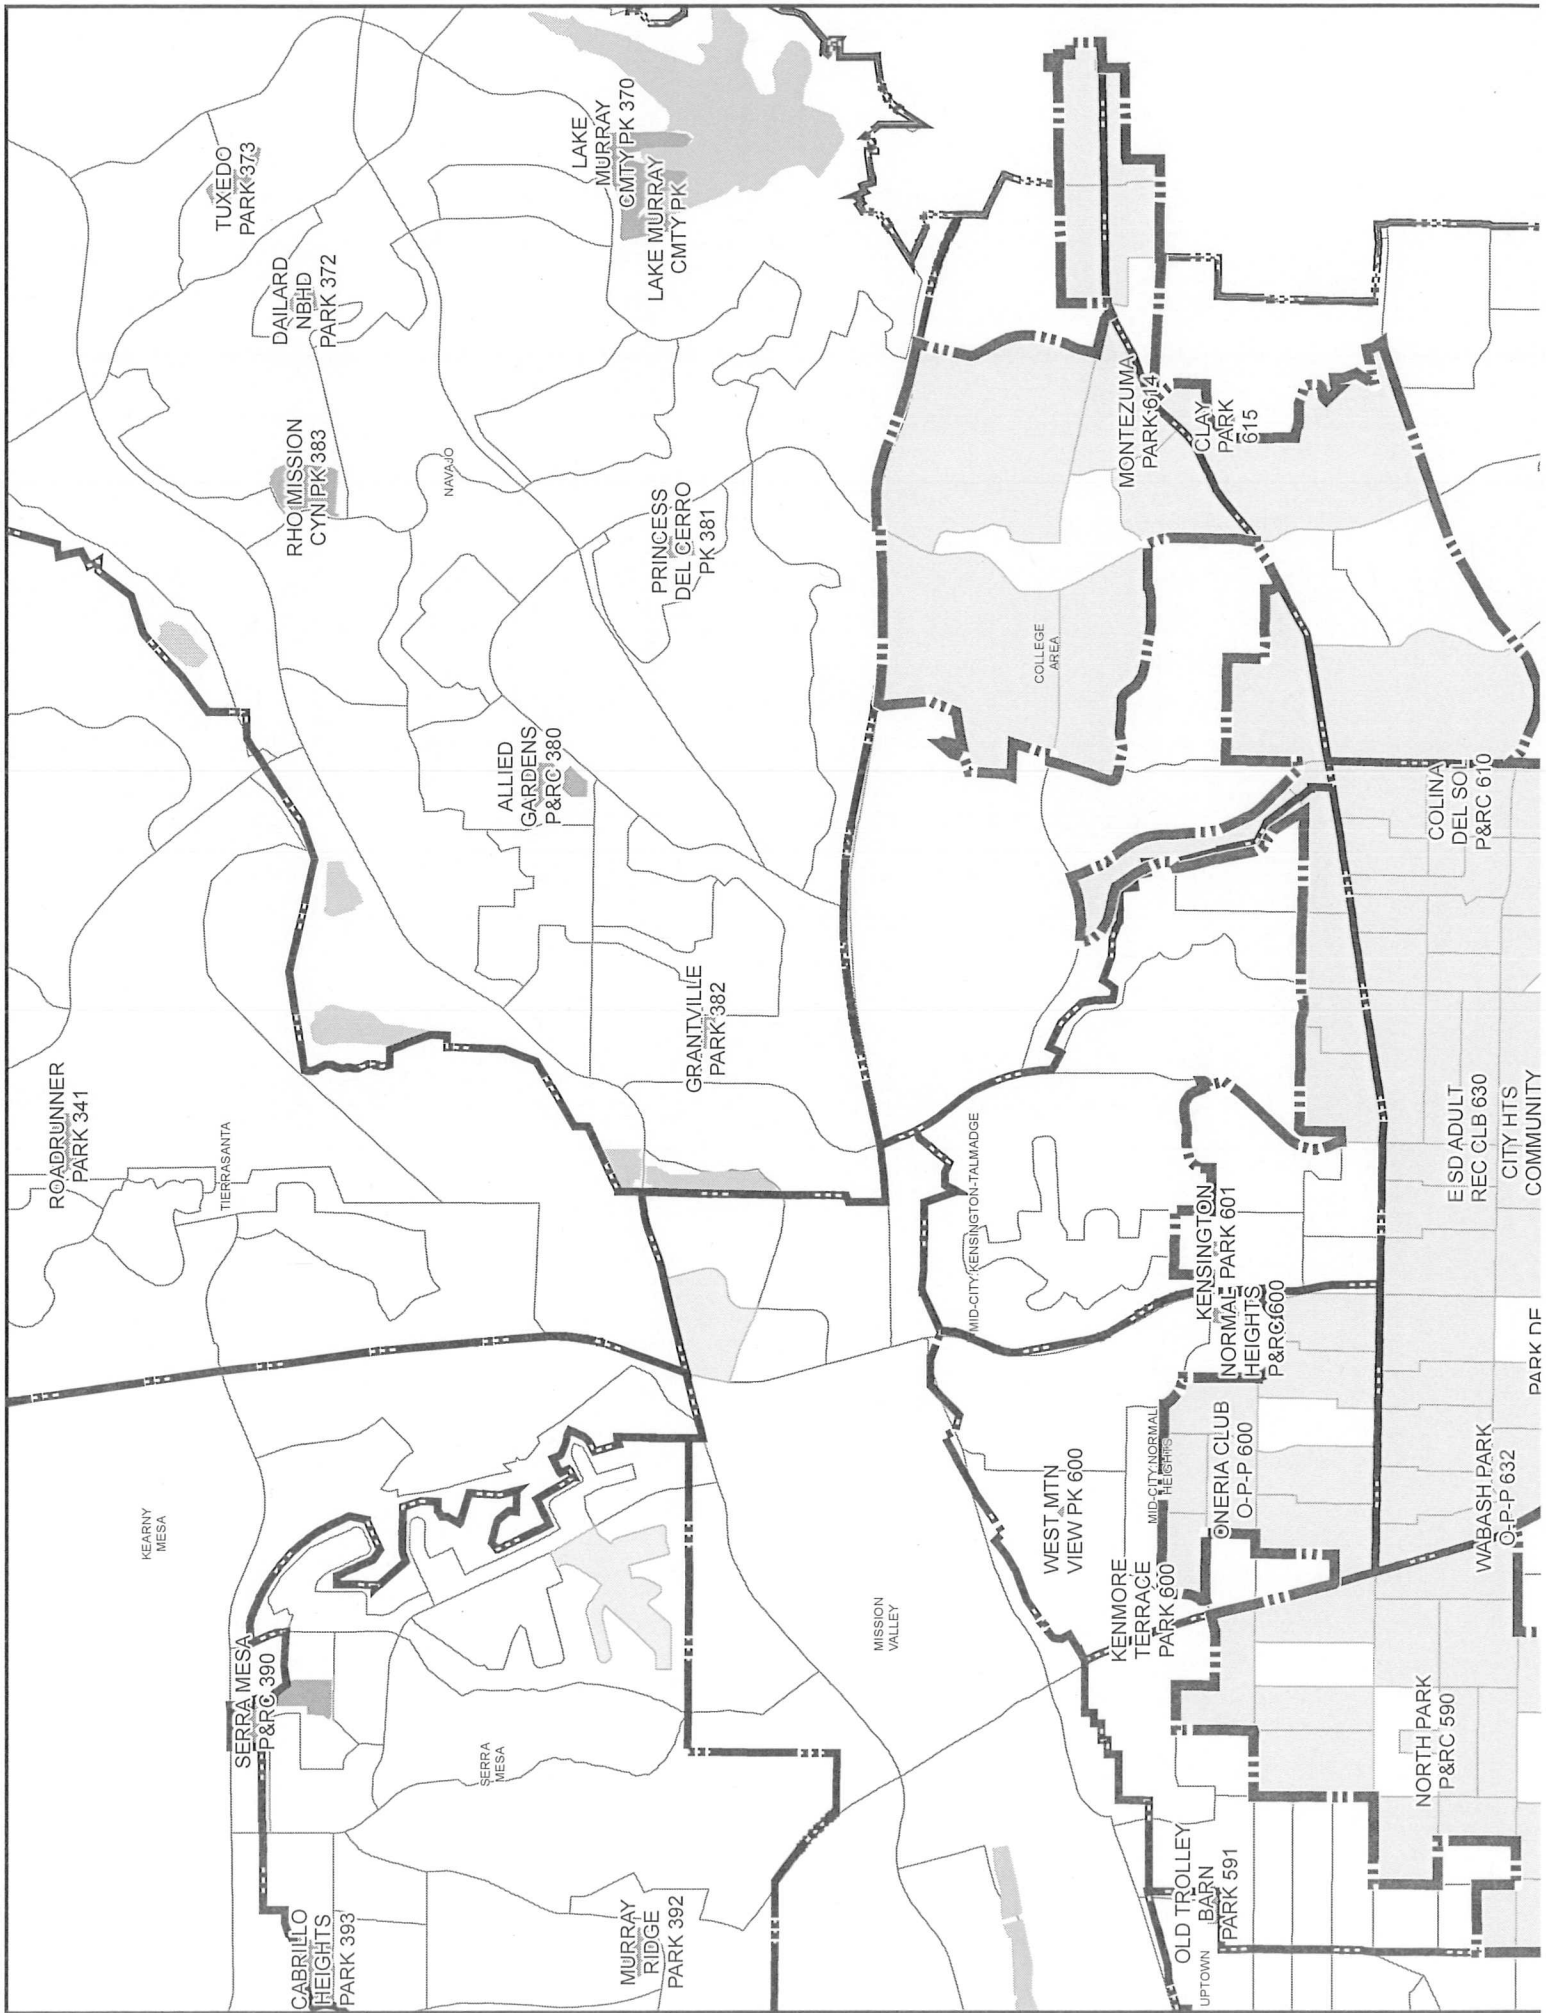 ROADRUNNER
PARK 341
KEARNY
MESA
TUXEDO
PARK 373
TIERRASANTA
SERRA MESA
P&RC 390
DAILARD
NBHD
PARK 372
CABRILLO
HEIGHTS
PARK 393
RHO MISSION
CYN PK 383
NAVAJO
SERRA
MESA
ALLIED
GARDENS
P&RC 380
LAKE
MURRAY
CMTY PK 370
LAKE MURRAY
CMTY PK
MURRAY
RIDGE
PARK 392
PRINCESS
DEL CERRO
PK 381
GRANTVILLE
PARK 382
MISSION
VALLEY
MID-CITY:KENSINGTON-TALMADGE
COLLEGE
AREA
WEST MTN
VIEW PK 600
KENMORE
TERRACE
PARK 600
MONTEZUMA
PARK 614
MID-CITY:NORMAL
HEIGHTS
OLD TROLLEY
BARN
PARK 591
UPTOWN
KENSINGTON
PARK 601
NORMAL
HEIGHTS
P&RC 600
CLAY
PARK
615
ONERIA CLUB
O-P-P 600
NORTH PARK
P&RC 590
COLINA
DEL SOL
P&RC 610
E SD ADULT
REC CLB 630
WABASH PARK
O-P-P 632
CITY HTS
COMMUNITY
PARK DE